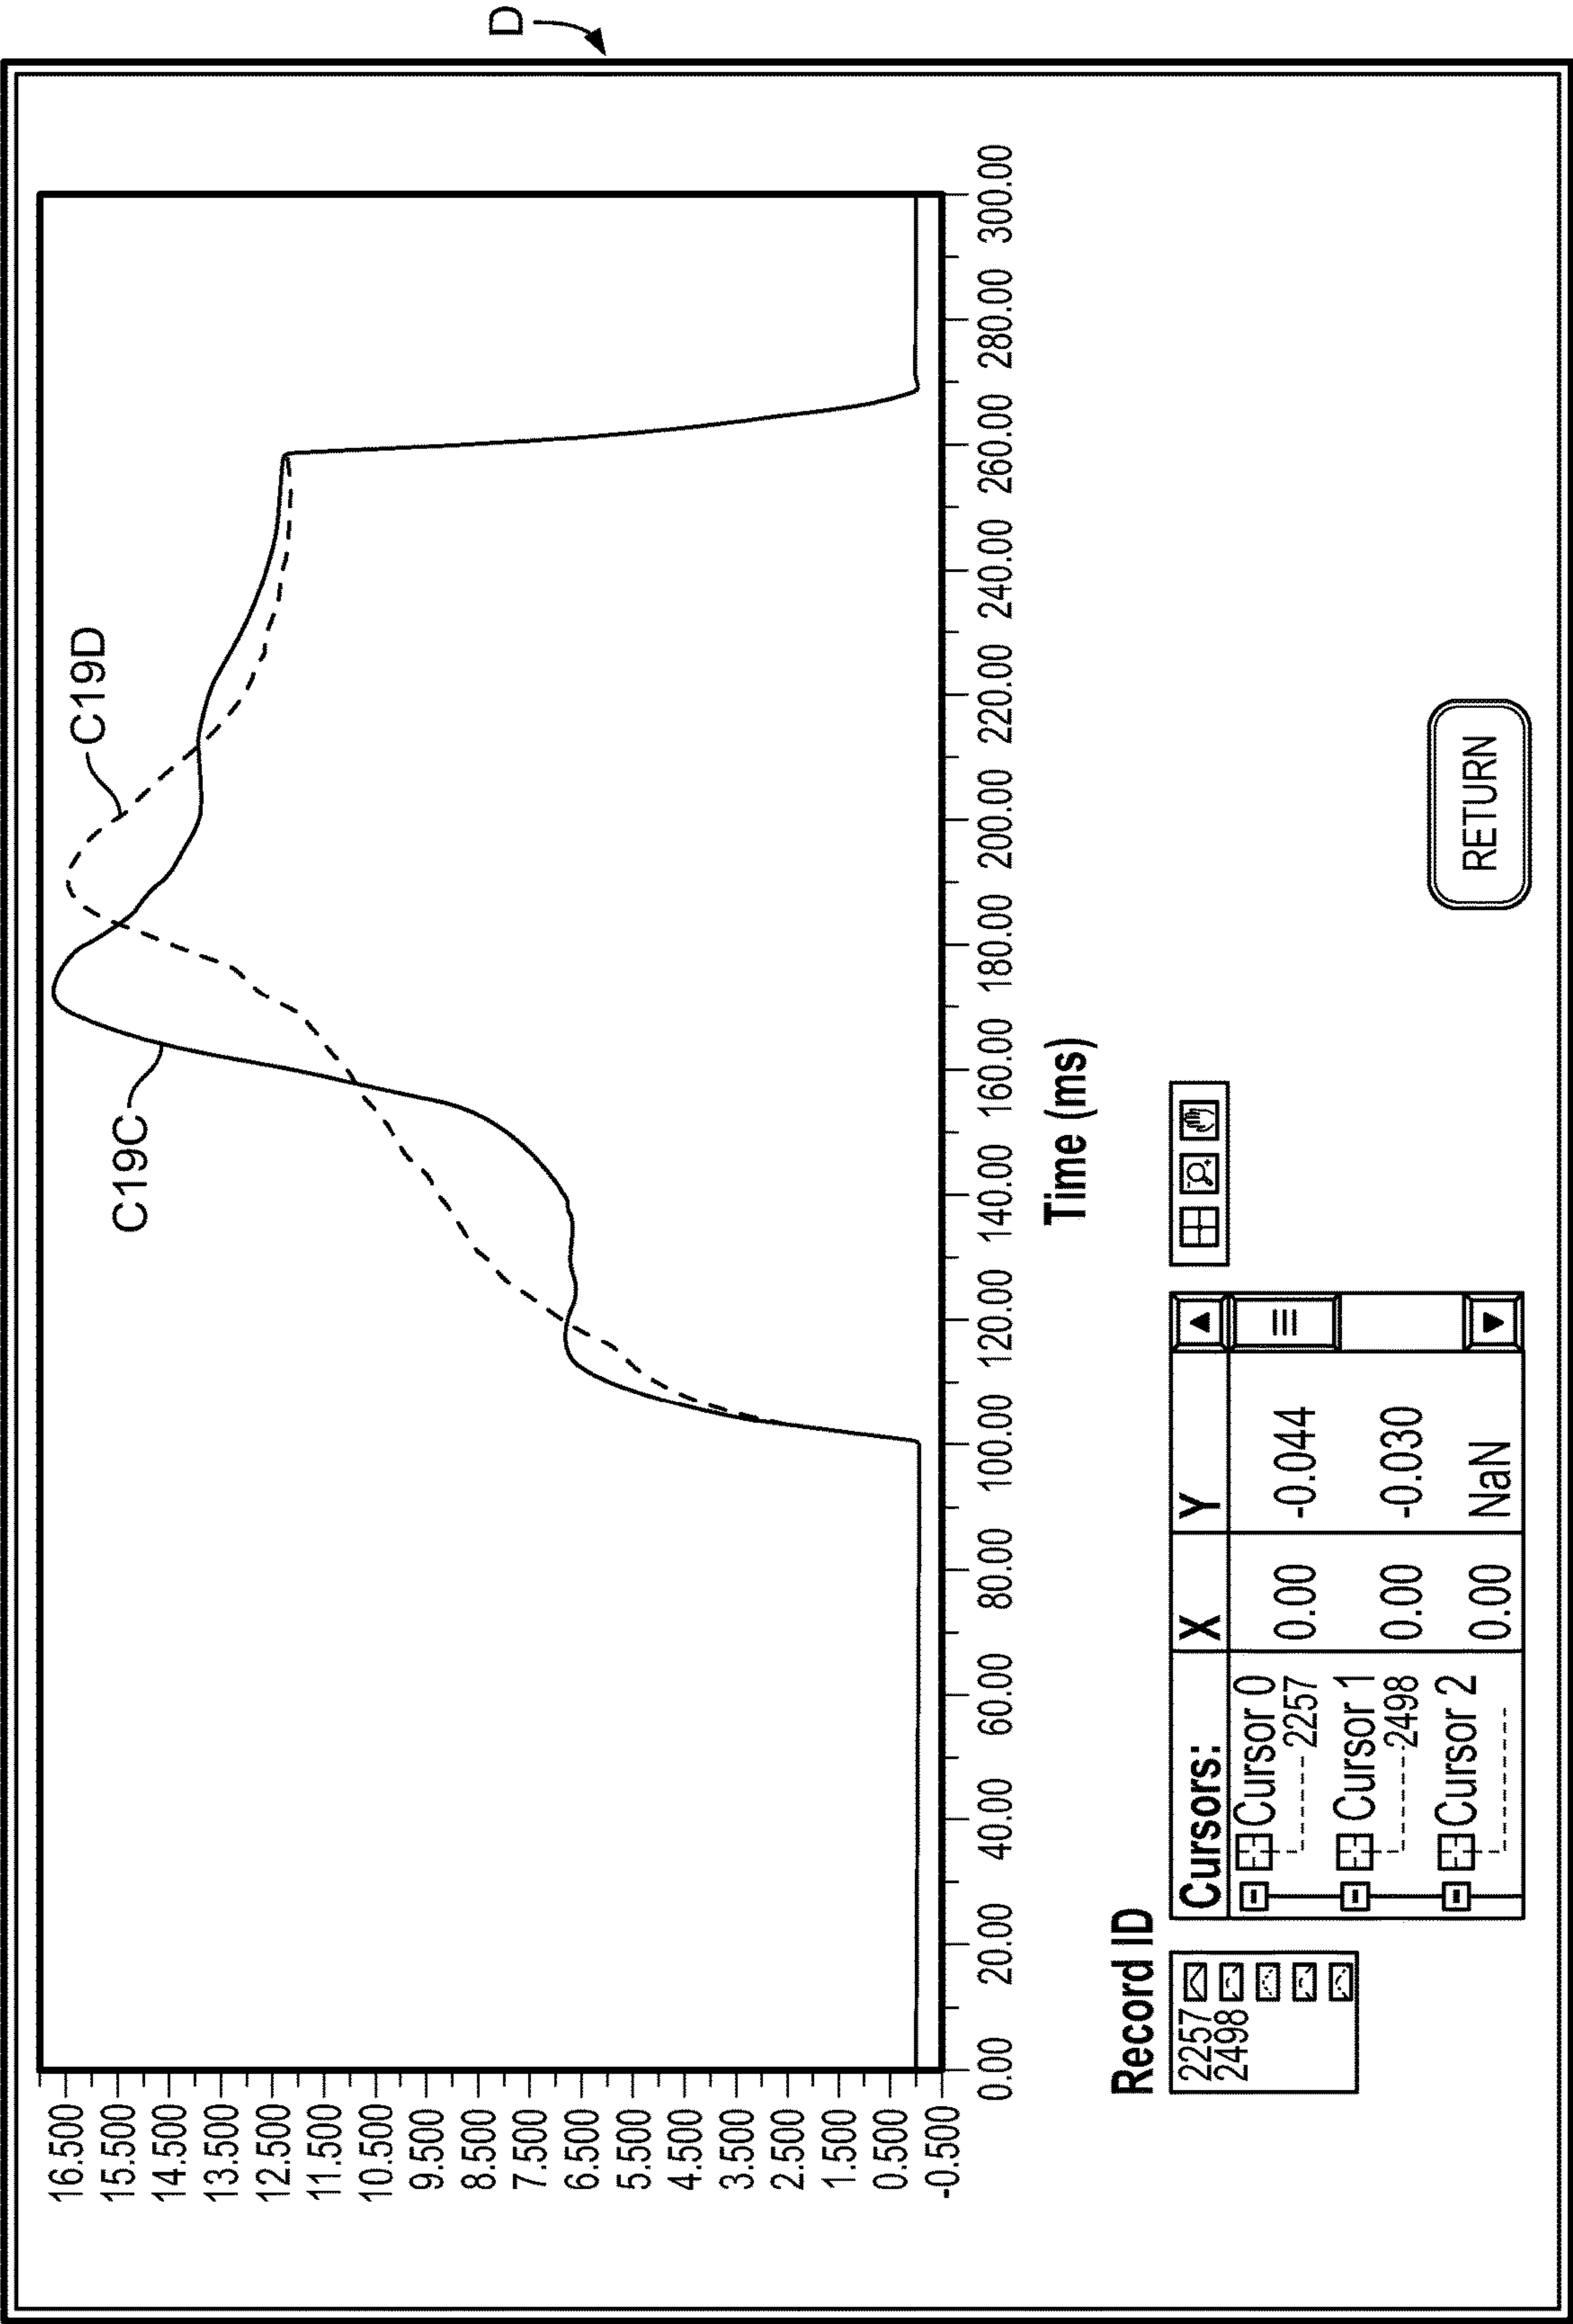 D
C19C
C19D
16.500
15.500
14.500
13.500
12.500
11.500
10.500
9.500
8.500
7.500
6.500
5.500
4.500
3.500
2.500
1.500
0.500
-0.500
0.00 20.00 40.00 60.00 80.00 100.00 120.00 140.00 160.00 180.00 200.00 220.00 240.00 260.00 280.00 300.00
Time (ms)
Record ID
2257
2498
Cursors: X Y
Cursor 0
2257 0.00 -0.044
Cursor 1
2498 0.00 -0.030
Cursor 2
0.00 NaN
RETURN